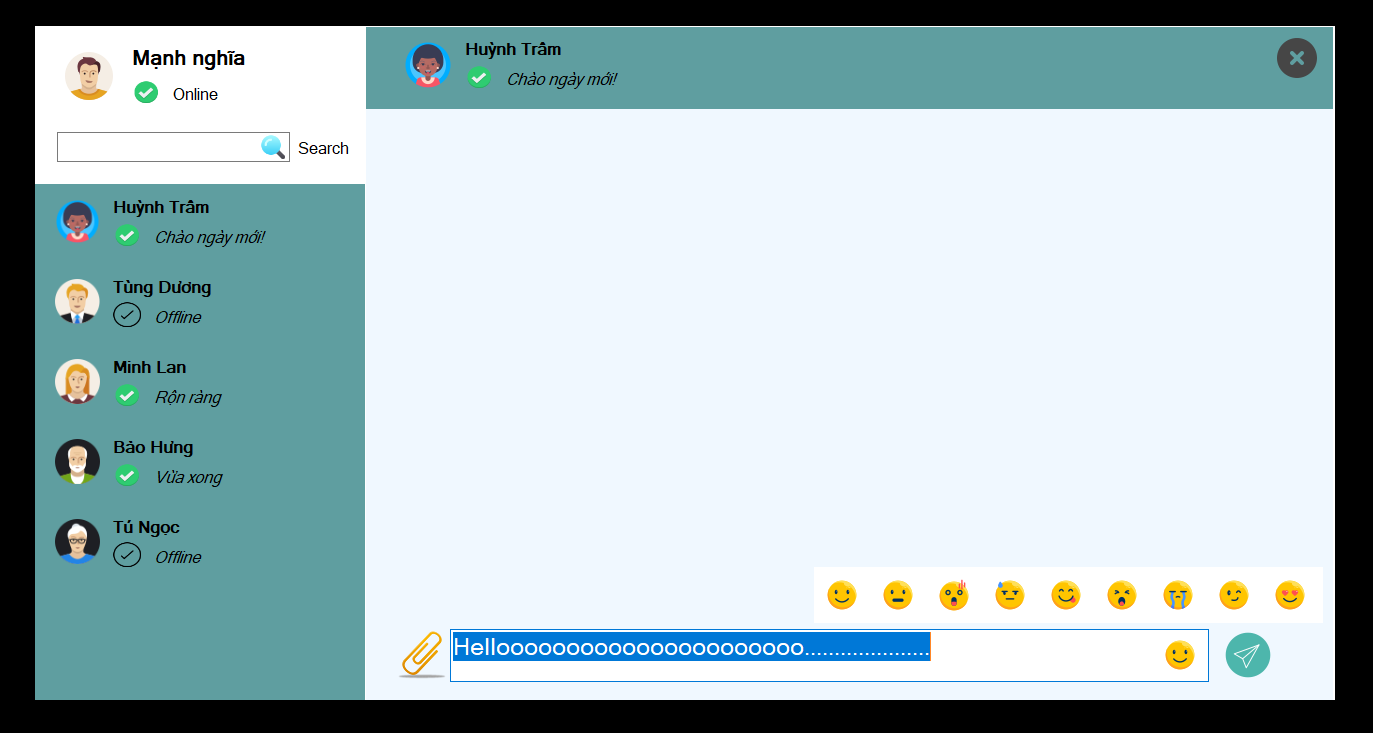 Mạnh nghĩa
Online
Search
Huỳnh Trâm
Chào ngày mới!
Tùng Dương
Offline
Minh Lan
Rộn ràng
Bảo Hưng
Vừa xong
Tú Ngọc
Offline
Huỳnh Trâm
Chào ngày mới!
Hellooooooooooooooooooooooo.....................